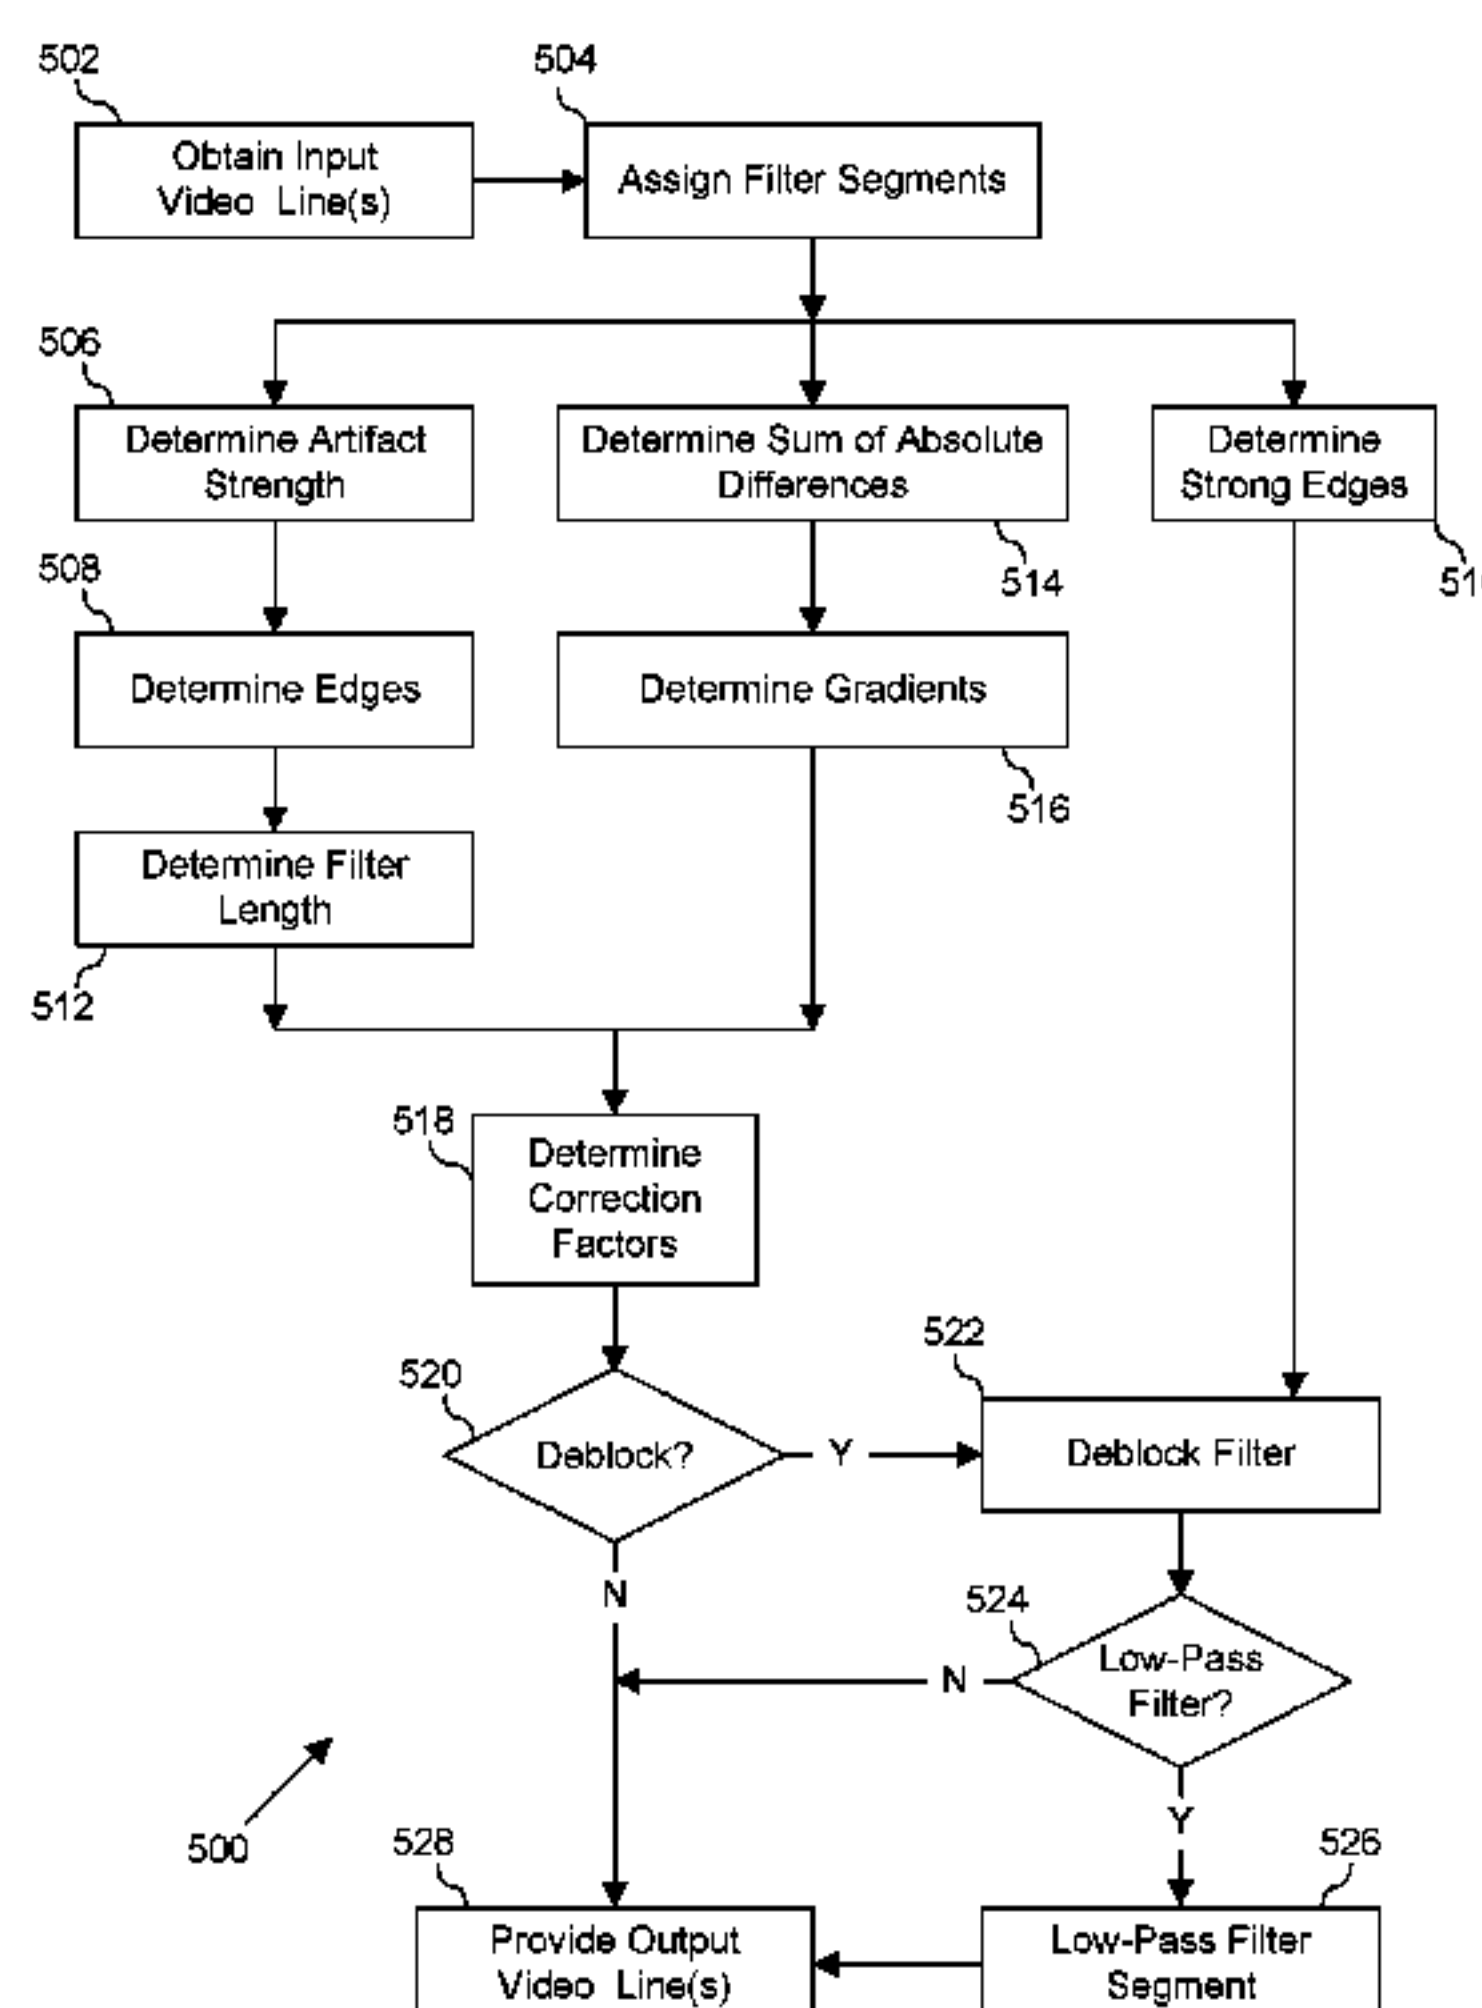 502
504
Obtain Input
Video Line(s)
Assign Filter Segments
506
Determine Artifact
Strength
Determine Sum of Absolute
Differences
Determine
Strong Edges
508
514
Determine Edges
Determine Gradients
516
Determine Filter
Length
512
518
Determine
Correction
Factors
522
520
Deblock?
Y
Deblock Filter
N
524
Low-Pass
Filter?
N
Y
500
528
526
Provide Output
Video Line(s)
Low-Pass Filter
Segment